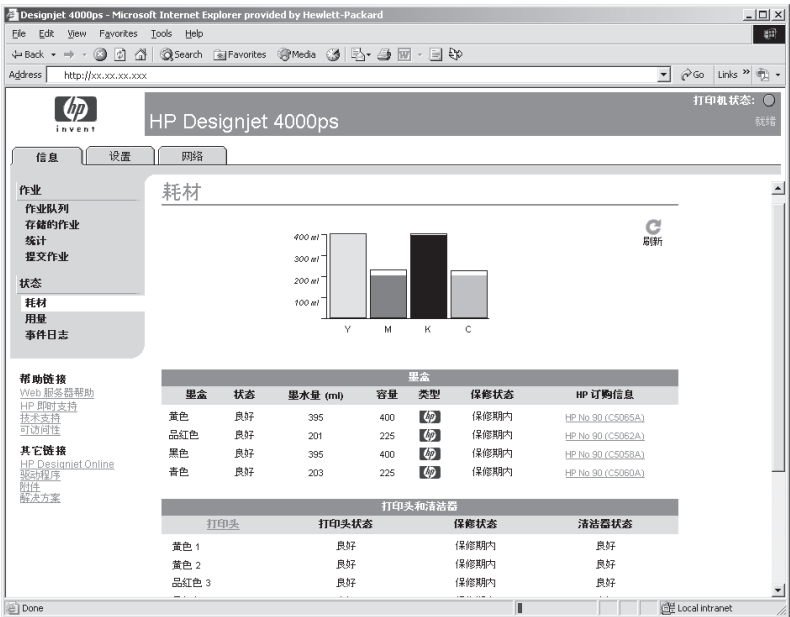 Designjet 4000ps - Microsoft Internet Explorer provided by Hewlett-Packard
File Edit View Favorites Tools Help
Back Search Favorites Media
Address http://xx.xx.xx.xxx Go Links »
hp
invent
HP Designjet 4000ps
打印机状态:
就绪
信息 设置 网络
作业
作业队列
存储的作业
统计
提交作业
状态
耗材
用量
事件日志
帮助链接
Web 服务器帮助
HP 即时支持
技术支持
可访问性
其它链接
HP Designjet Online
驱动程序
附件
解决方案
耗材
刷新
400 ml
300 ml
200 ml
100 ml
Y M K C
墨盒
墨盒 状态 墨水量 (ml) 容量 类型 保修状态 HP 订购信息
黄色 良好 395 400 hp 保修期内 HP No 90 (C5065A)
品红色 良好 201 225 hp 保修期内 HP No 90 (C5062A)
黑色 良好 395 400 hp 保修期内 HP No 90 (C5058A)
青色 良好 203 225 hp 保修期内 HP No 90 (C5060A)
打印头和清洁器
打印头 打印头状态 保修状态 清洁器状态
黄色 1 良好 保修期内 良好
黄色 2 良好 保修期内 良好
品红色 3 良好 保修期内 良好
Done Local intranet